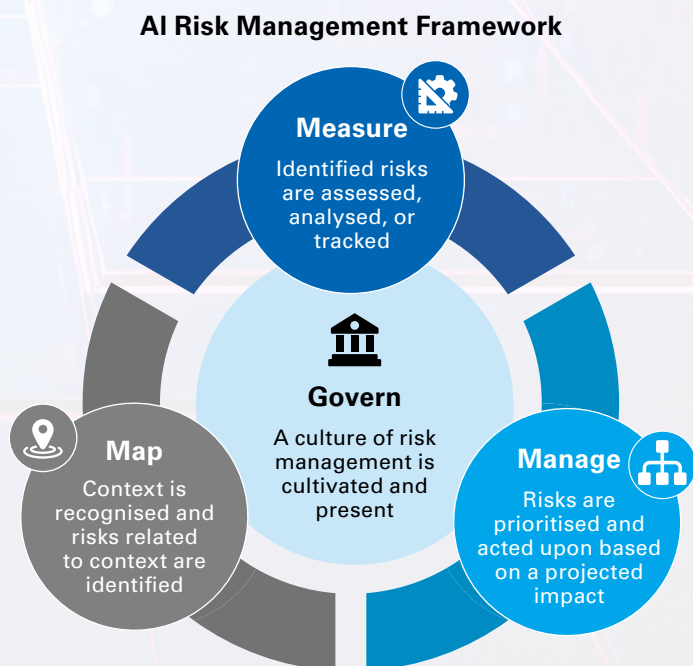 AI Risk Management Framework
Measure
Identified risks
are assessed,
analysed, or
tracked
Govern
A culture of risk
management is
cultivated and
present
Map
Context is
recognised and
risks related
to context are
identified
Manage
Risks are
prioritised and
acted upon based
on a projected
impact